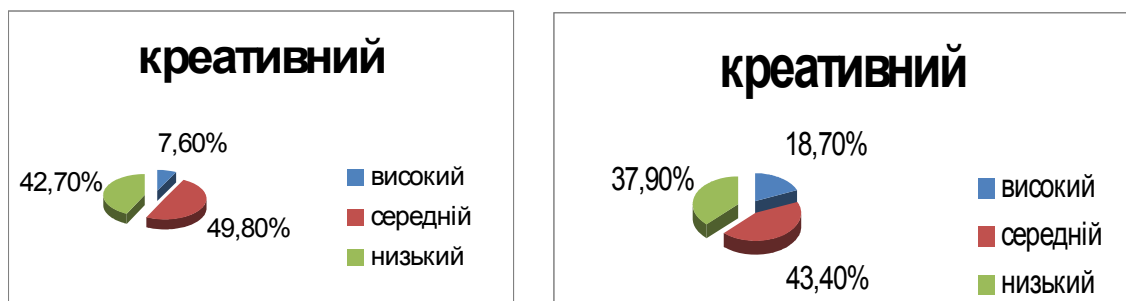 креативний
7,60%
42,70%
49,80%
високий
середній
низький
креативний
18,70%
37,90%
43,40%
високий
середній
низький